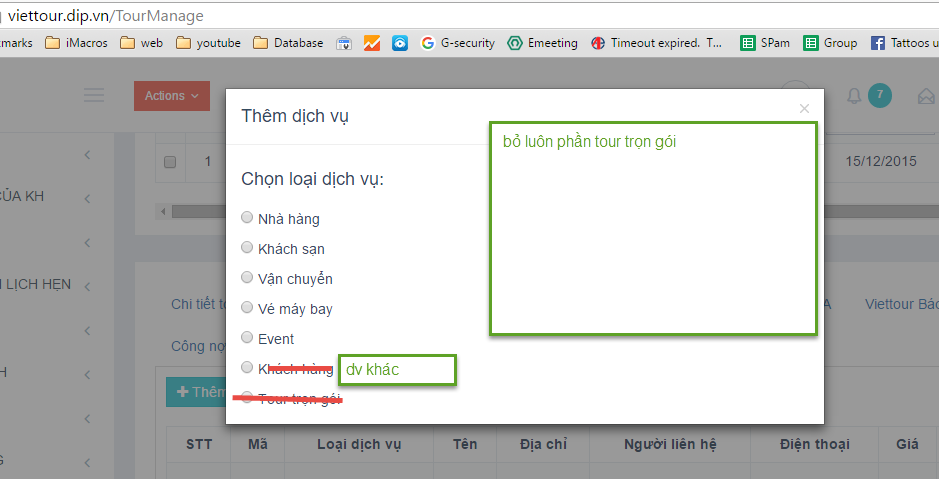 viettour.dip.vn/TourManage
kmarks iMacros web youtube Database G-security Emeeting Timeout expired. T... SPam Group Tattoos u
Actions 7
Thêm dịch vụ ×
bỏ luôn phần tour trọn gói
1 15/12/2015
Chọn loại dịch vụ:
CỦA KH
Nhà hàng
Khách sạn
Vận chuyển
LỊCH HẸN
Vé máy bay
Chi tiết A Viettour Báo
Event
Công nợ
Khách hàng dv khác
Tour trọn gói
Thêm
STT Mã Loại dịch vụ Tên Địa chỉ Người liên hệ Điện thoại Giá